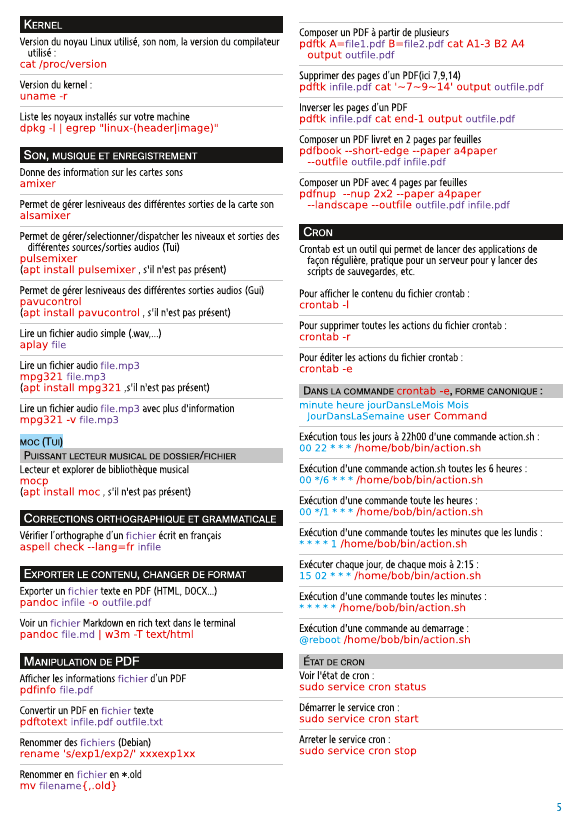 Kernel
Version du noyau Linux utilisé, son nom, la version du compilateur
utilisé :
cat /proc/version
Version du kernel :
uname -r
Liste les noyaux installés sur votre machine
dpkg -l | egrep "linux-(header|image)"
Son, musique et enregistrement
Donne des information sur les cartes sons
amixer
Permet de gérer lesniveaux des différentes sorties de la carte son
alsamixer
Permet de gérer/selectionner/dispatcher les niveaux et sorties des
différentes sources/sorties audios (Tui)
pulsemixer
(apt install pulsemixer , s'il n'est pas présent)
Permet de gérer lesniveaux des différentes sorties audios (Gui)
pavucontrol
(apt install pavucontrol , s'il n'est pas présent)
Lire un fichier audio simple (.wav,...)
aplay file
Lire un fichier audio file.mp3
mpg321 file.mp3
(apt install mpg321 ,s'il n'est pas présent)
Lire un fichier audio file.mp3 avec plus d'information
mpg321 -v file.mp3
moc (Tui)
Puissant lecteur musical de dossier/fichier
Lecteur et explorer de bibliothèque musical
mocp
(apt install moc , s'il n'est pas présent)
Corrections orthographique et grammaticale
Vérifier l'orthographe d'un fichier écrit en français
aspell check --lang=fr infile
Exporter le contenu, changer de format
Exporter un fichier texte en PDF (HTML, DOCX...)
pandoc infile -o outfile.pdf
Voir un fichier Markdown en rich text dans le terminal
pandoc file.md | w3m -T text/html
Manipulation de PDF
Afficher les informations fichier d'un PDF
pdfinfo file.pdf
Convertir un PDF en fichier texte
pdftotext infile.pdf outfile.txt
Renommer des fichiers (Debian)
rename 's/exp1/exp2/' xxxexp1xx
Renommer en fichier en *.old
mv filename{,.old}
Composer un PDF à partir de plusieurs
pdftk A=file1.pdf B=file2.pdf cat A1-3 B2 A4
output outfile.pdf
Supprimer des pages d'un PDF(ici 7,9,14)
pdftk infile.pdf cat '~7~9~14' output outfile.pdf
Inverser les pages d'un PDF
pdftk infile.pdf cat end-1 output outfile.pdf
Composer un PDF livret en 2 pages par feuilles
pdfbook --short-edge --paper a4paper
--outfile outfile.pdf infile.pdf
Composer un PDF avec 4 pages par feuilles
pdfnup --nup 2x2 --paper a4paper
--landscape --outfile outfile.pdf infile.pdf
Cron
Crontab est un outil qui permet de lancer des applications de
façon régulière, pratique pour un serveur pour y lancer des
scripts de sauvegardes, etc.
Pour afficher le contenu du fichier crontab :
crontab -l
Pour supprimer toutes les actions du fichier crontab :
crontab -r
Pour éditer les actions du fichier crontab :
crontab -e
Dans la commande crontab -e, forme canonique :
minute heure jourDansLeMois Mois
JourDansLaSemaine user Command
Exécution tous les jours à 22h00 d'une commande action.sh :
00 22 * * * /home/bob/bin/action.sh
Exécution d'une commande action.sh toutes les 6 heures :
00 */6 * * * /home/bob/bin/action.sh
Exécution d'une commande toute les heures :
00 */1 * * * /home/bob/bin/action.sh
Exécution d'une commande toutes les minutes que les lundis :
* * * * 1 /home/bob/bin/action.sh
Exécuter chaque jour, de chaque mois à 2:15 :
15 02 * * * /home/bob/bin/action.sh
Exécution d'une commande toutes les minutes :
* * * * * /home/bob/bin/action.sh
Exécution d'une commande au demarrage :
@reboot /home/bob/bin/action.sh
État de cron
Voir l'état de cron :
sudo service cron status
Démarrer le service cron :
sudo service cron start
Arreter le service cron :
sudo service cron stop
5